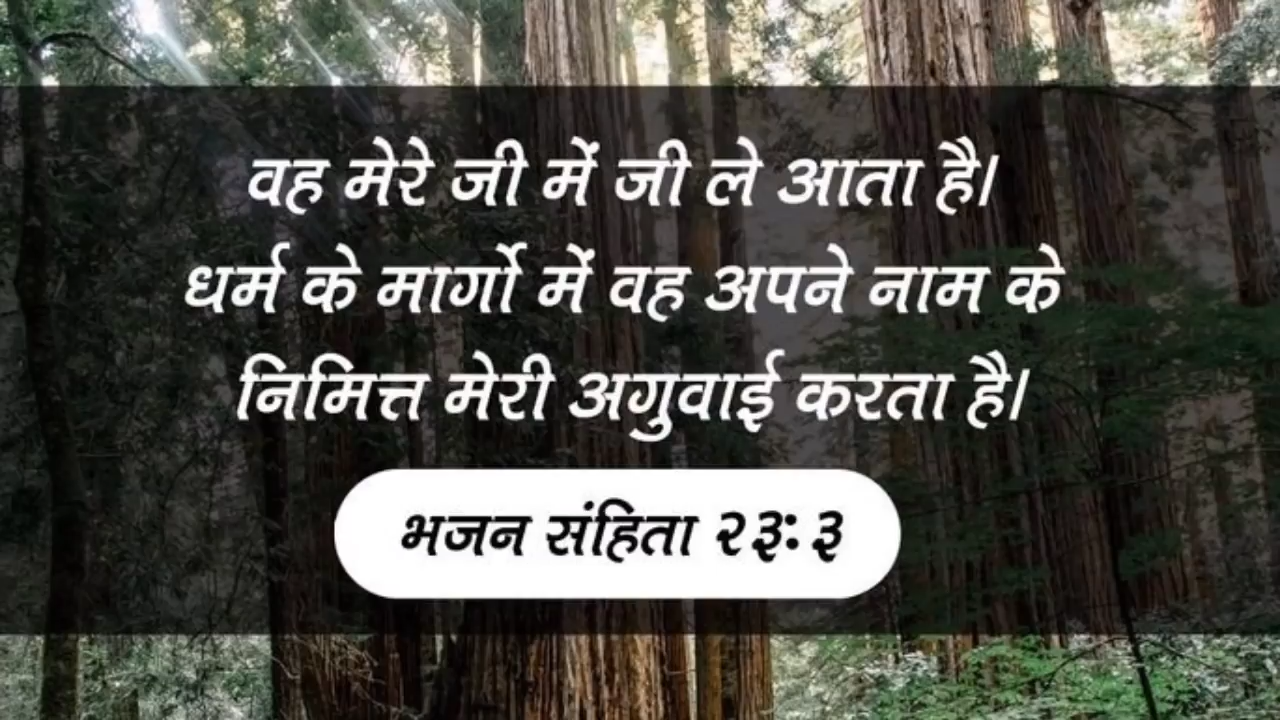 वह मेरे जी में जी ले आता है।
धर्म के मार्गो में वह अपने नाम के
निमित्त मेरी अगुवाई करता है।
भजन संहिता २३: ३